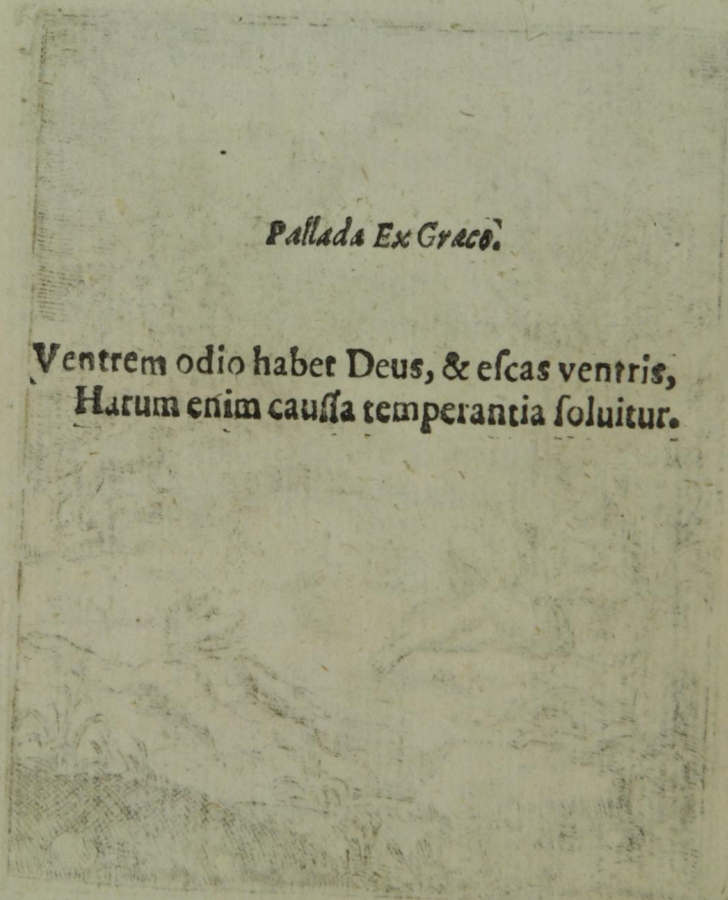 Pallada Ex Græco.
Ventrem odio habet Deus, & eſcas ventris,
Harum enim cauſſa temperantia ſoluitur.